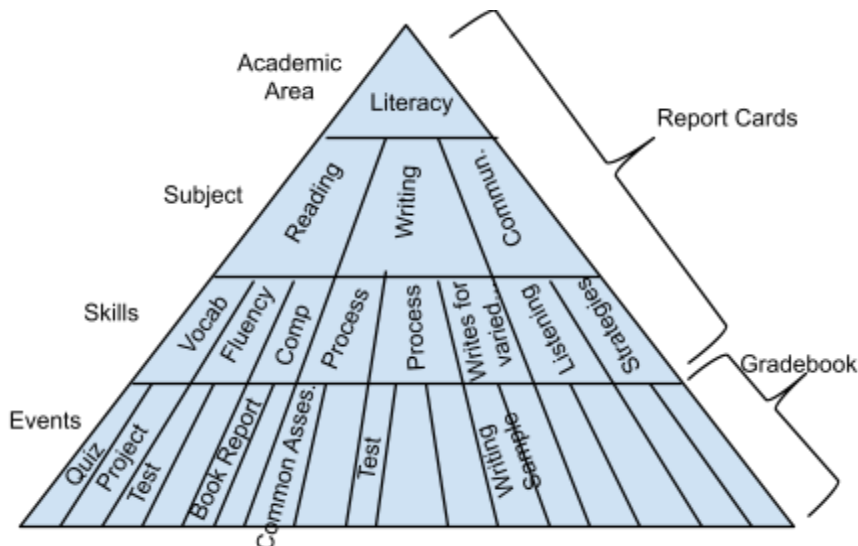 Academic
Area
Literacy
Report Cards
Subject
Reading
Writing
Commun.
Skills
Vocab
Fluency
Comp
Process
Process
Writes for
varied....
Listening
Strategies
Gradebook
Events
Quiz
Project
Test
Book Report
Common Asses.
Test
Writing
Sample